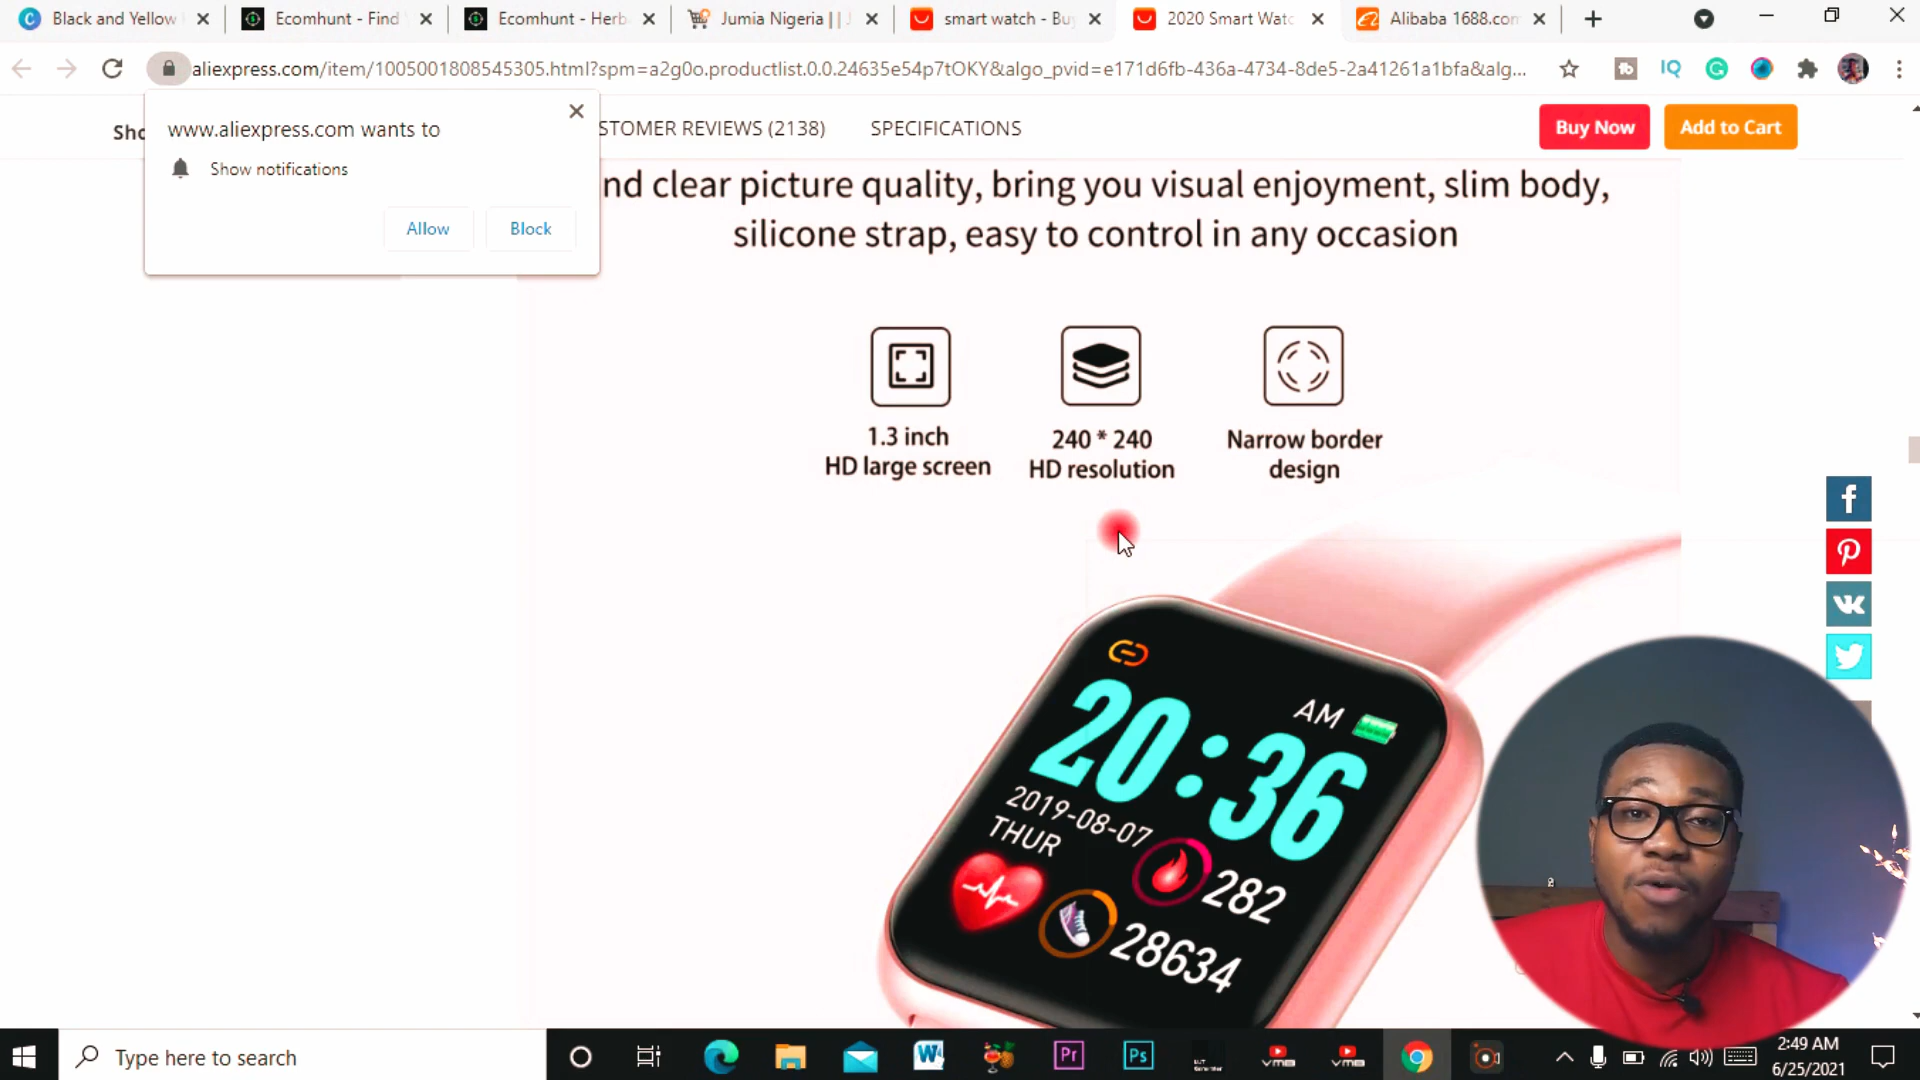 Black and Yellow
Ecomhunt - Find
Ecomhunt - Herb
Jumia Nigeria ||
smart watch - Bu
2020 Smart Watc
Alibaba 1688.com
aliexpress.com/item/1005001808545305.html?spm=a2g0o.productlist.0.0.24635e54p7tOKY&algo_pvid=e171d6fb-436a-4734-8de5-2a41261a1bfa&alg...
IQ
www.aliexpress.com wants to
Show notifications
Allow
Block
Sho
STOMER REVIEWS (2138)
SPECIFICATIONS
Buy Now
Add to Cart
nd clear picture quality, bring you visual enjoyment, slim body,
silicone strap, easy to control in any occasion
1.3 inch
HD large screen
240 * 240
HD resolution
Narrow border
design
AM
20:36
2019-08-07
THUR
282
28634
Type here to search
Pr
Ps
2:49 AM
6/25/2021